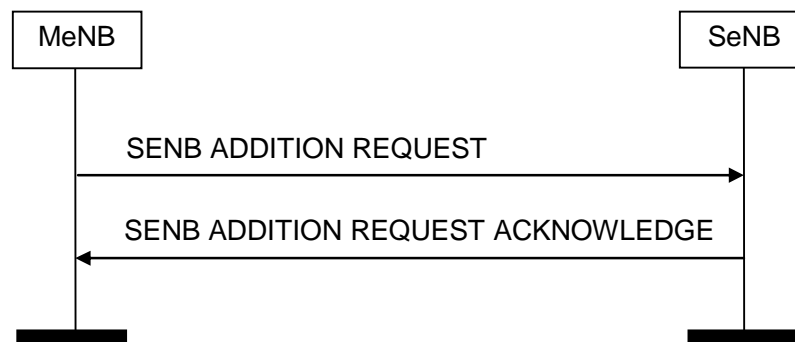 MeNB
SeNB
SENB ADDITION REQUEST
SENB ADDITION REQUEST ACKNOWLEDGE